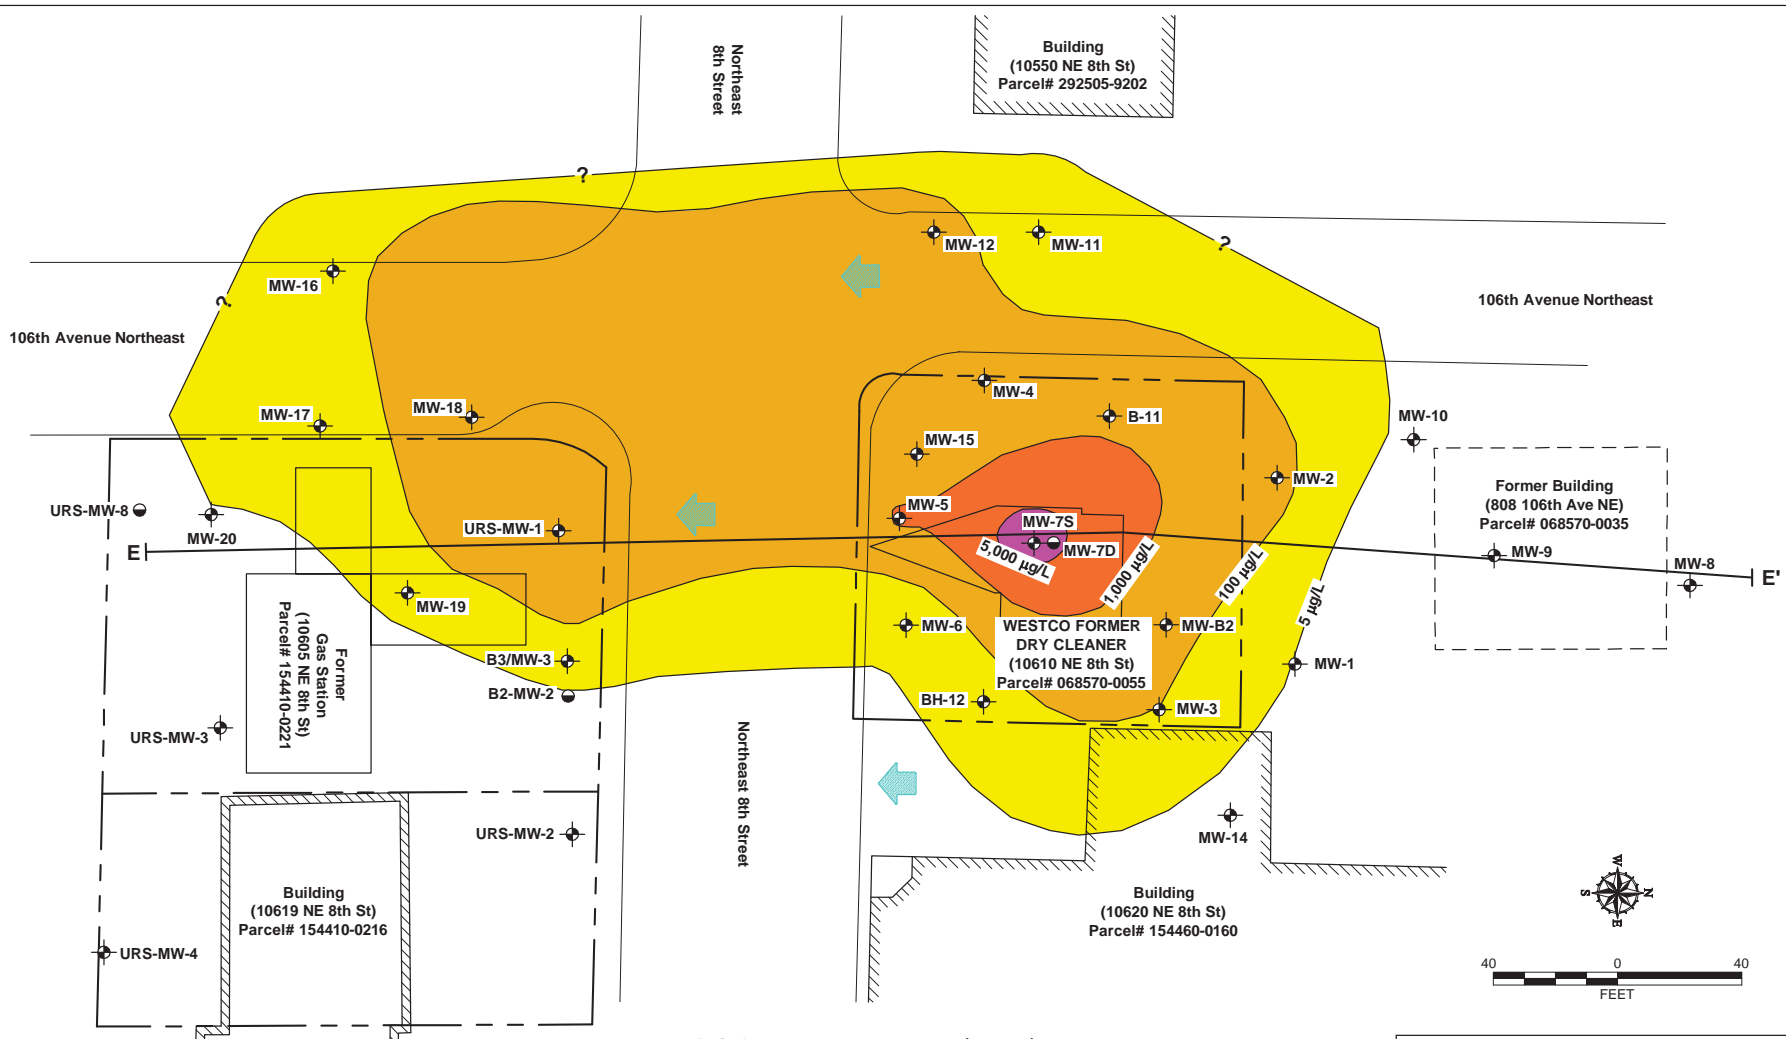 Northeast
8th Street
Building
(10550 NE 8th St)
Parcel# 292505-9202
?
?
?
MW-12
MW-11
MW-16
106th Avenue Northeast
106th Avenue Northeast
MW-4
MW-17
MW-18
B-11
MW-10
MW-15
MW-2
Former Building
(808 106th Ave NE)
Parcel# 068570-0035
URS-MW-8
MW-20
URS-MW-1
MW-5
MW-7S
MW-7D
5,000 µg/L
1,000 µg/L
100 µg/L
5 µg/L
MW-9
MW-8
E
E'
MW-19
MW-6
WESTCO FORMER
DRY CLEANER
(10610 NE 8th St)
Parcel# 068570-0055
MW-B2
MW-1
Former
Gas Station
(10605 NE 8th St)
Parcel# 154410-0221
B3/MW-3
B2-MW-2
BH-12
MW-3
URS-MW-3
Northeast 8th Street
URS-MW-2
MW-14
Building
(10619 NE 8th St)
Parcel# 154410-0216
Building
(10620 NE 8th St)
Parcel# 154460-0160
URS-MW-4
W
S
N
E
40
0
40
FEET